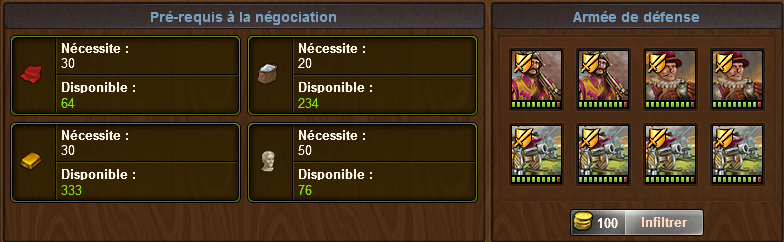 Pré-requis à la négociation
Nécessite :
30
Disponible :
64
Nécessite :
20
Disponible :
234
Nécessite :
30
Disponible :
333
Nécessite :
50
Disponible :
76
Armée de défense
100 Infiltrer